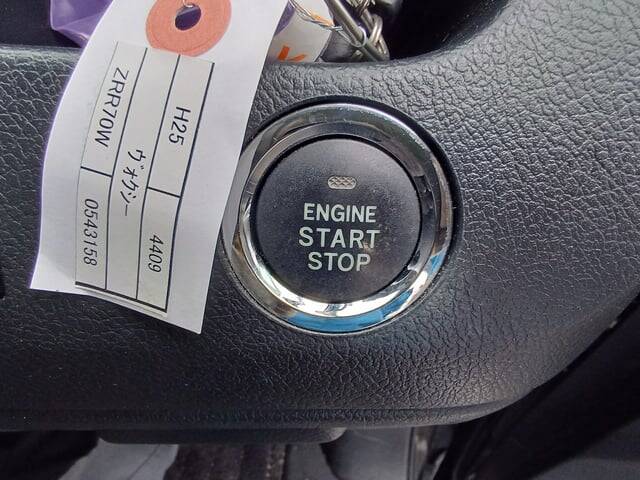 H25
4409
ヴォクシー
ZRR70W
0543158
K
ENGINE
START
STOP